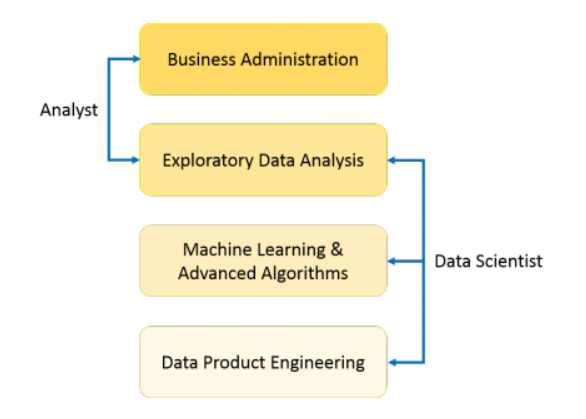 Business Administration
Analyst
Exploratory Data Analysis
Machine Learning &
Advanced Algorithms
Data Scientist
Data Product Engineering